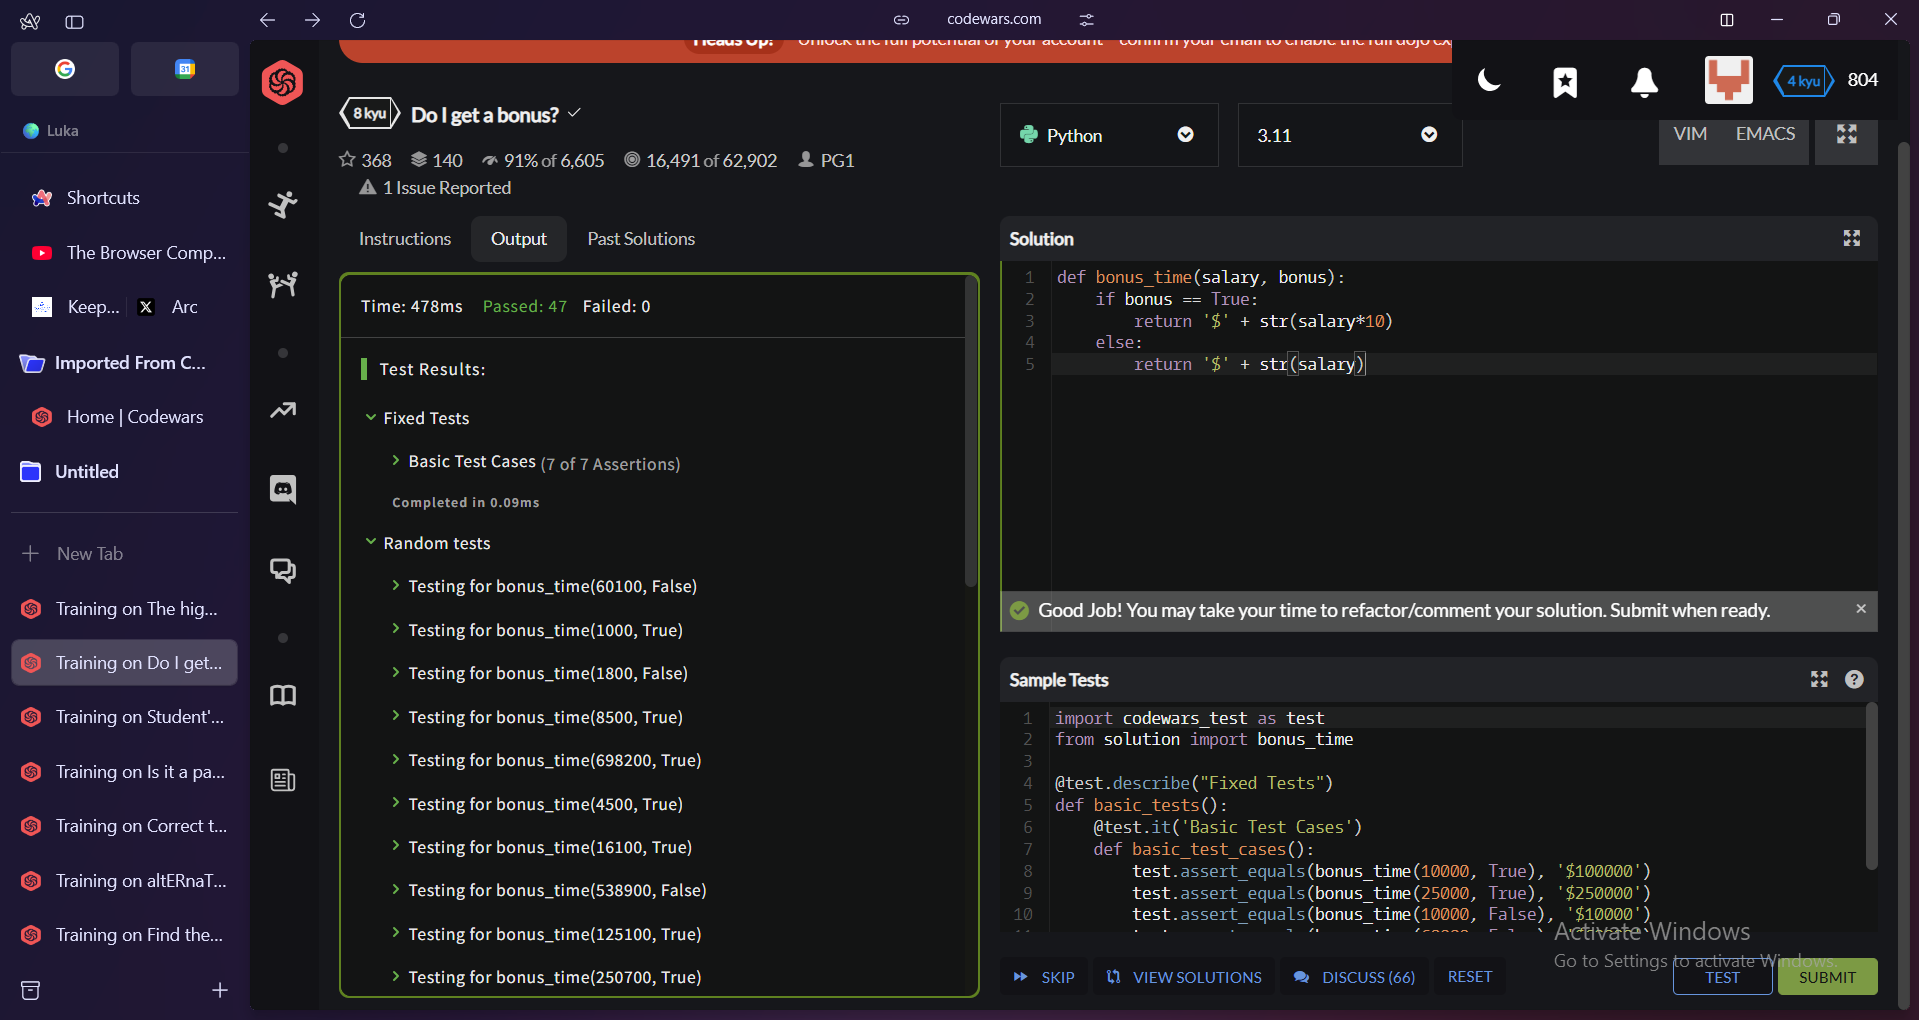 codewars.com
Luka
Shortcuts
The Browser Comp...
Keep...
Arc
Imported From C...
Home | Codewars
Untitled
New Tab
Training on The hig...
Training on Do I get...
Training on Student'...
Training on Is it a pa...
Training on Correct t...
Training on altERnaT...
Training on Find the...
Heads Up! Unlock the full potential of your account
4 kyu 804
8 kyu Do I get a bonus?
368 140 91% of 6,605 16,491 of 62,902 PG1
1 Issue Reported
Python
3.11
VIM EMACS
Instructions Output Past Solutions
Time: 478ms Passed: 47 Failed: 0
Test Results:
Fixed Tests
Basic Test Cases (7 of 7 Assertions)
Completed in 0.09ms
Random tests
Testing for bonus_time(60100, False)
Testing for bonus_time(1000, True)
Testing for bonus_time(1800, False)
Testing for bonus_time(8500, True)
Testing for bonus_time(698200, True)
Testing for bonus_time(4500, True)
Testing for bonus_time(16100, True)
Testing for bonus_time(538900, False)
Testing for bonus_time(125100, True)
Testing for bonus_time(250700, True)
Solution
1 def bonus_time(salary, bonus):
2 if bonus == True:
3 return '$' + str(salary*10)
4 else:
5 return '$' + str(salary)
Good Job! You may take your time to refactor/comment your solution. Submit when ready.
Sample Tests
1 import codewars_test as test
2 from solution import bonus_time
3
4 @test.describe("Fixed Tests")
5 def basic_tests():
6 @test.it('Basic Test Cases')
7 def basic_test_cases():
8 test.assert_equals(bonus_time(10000, True), '$100000')
9 test.assert_equals(bonus_time(25000, True), '$250000')
10 test.assert_equals(bonus_time(10000, False), '$10000')
Activate Windows
Go to Settings to activate Windows.
SKIP VIEW SOLUTIONS DISCUSS (66) RESET TEST SUBMIT